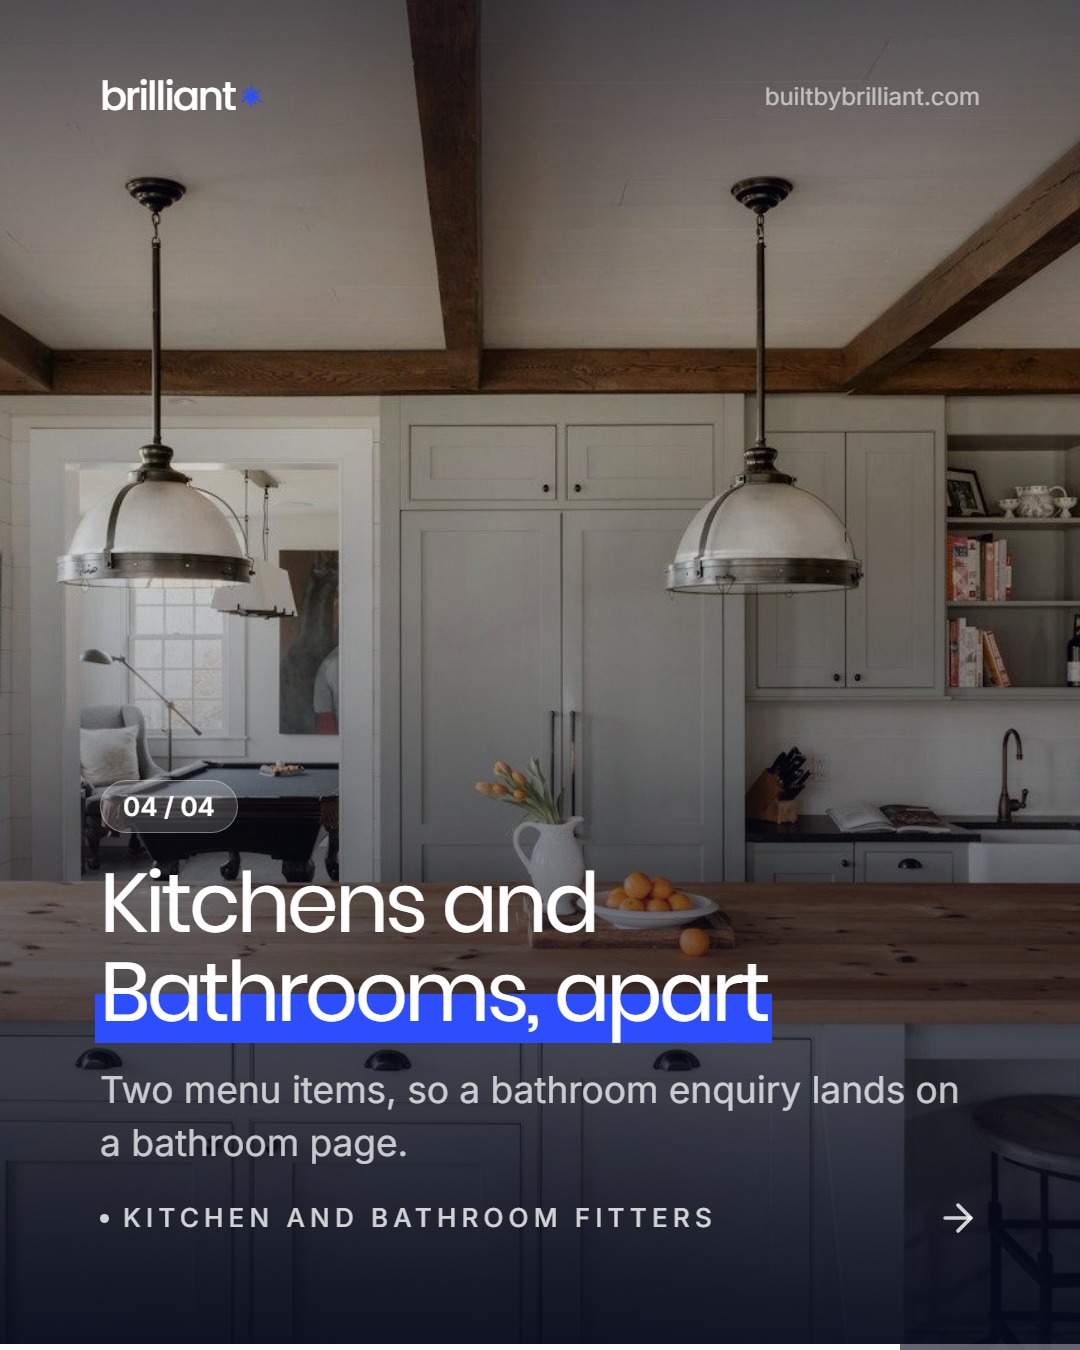 brilliant
builtbybrilliant.com
04 / 04
Kitchens and
Bathrooms, apart
Two menu items, so a bathroom enquiry lands on
a bathroom page.
• KITCHEN AND BATHROOM FITTERS